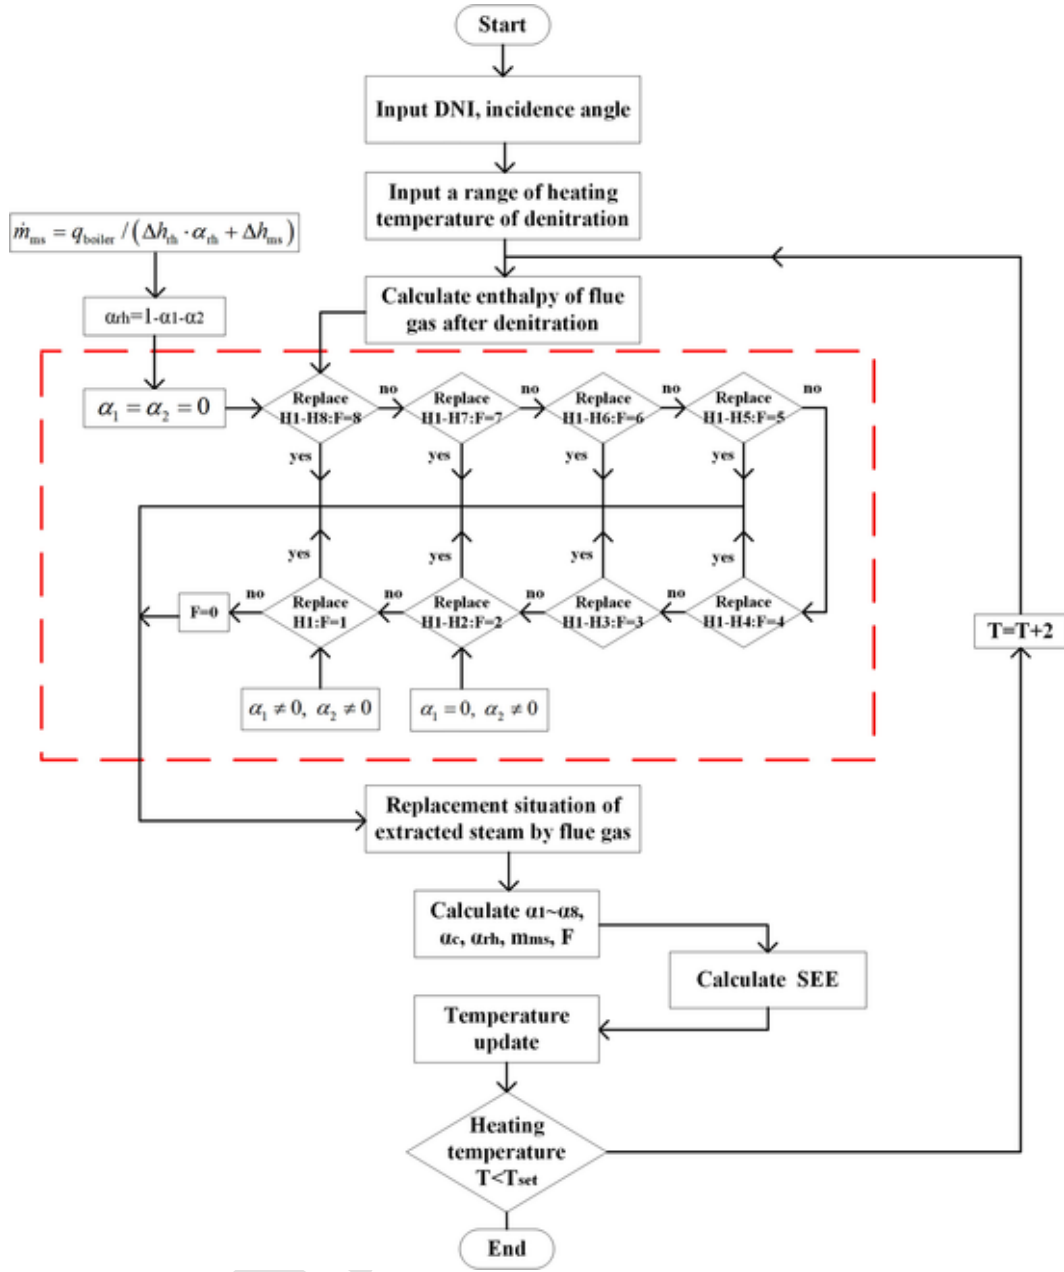 Start
Input DNI, incidence angle
Input a range of heating
temperature of denitration
ṁms = qboiler / (Δhrh · αrh + Δhms)
αrh=1-α1-α2
Calculate enthalpy of flue
gas after denitration
α1 = α2 = 0
Replace
H1-H8:F=8
no
Replace
H1-H7:F=7
no
Replace
H1-H6:F=6
no
Replace
H1-H5:F=5
no
yes
yes
yes
yes
yes
yes
yes
yes
F=0
no
Replace
H1:F=1
no
Replace
H1-H2:F=2
no
Replace
H1-H3:F=3
no
Replace
H1-H4:F=4
T=T+2
α1 ≠ 0, α2 ≠ 0
α1 = 0, α2 ≠ 0
Replacement situation of
extracted steam by flue gas
Calculate α1~α8,
αc, αrh, mms, F
Calculate SEE
Temperature
update
Heating
temperature
T<Tset
End